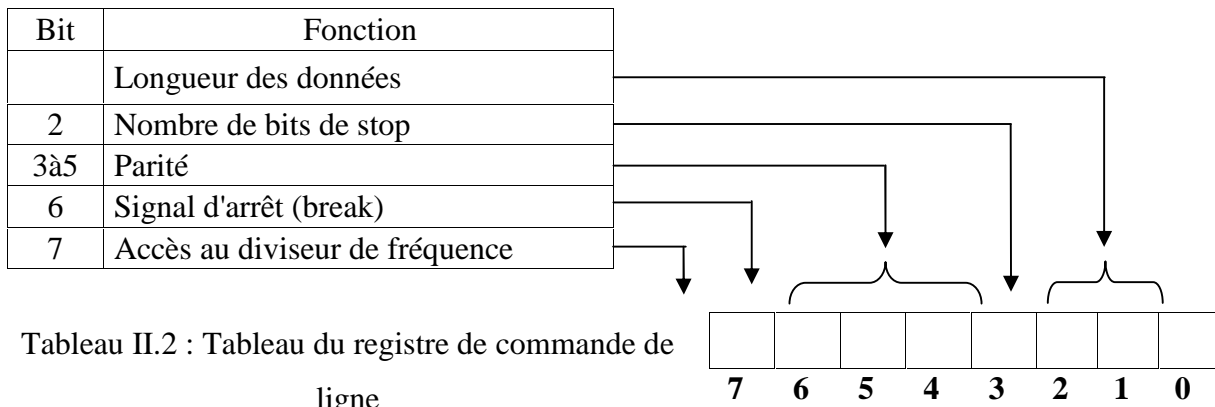 Bit Fonction
Longueur des données
2 Nombre de bits de stop
3à5 Parité
6 Signal d'arrêt (break)
7 Accès au diviseur de fréquence
Tableau II.2 : Tableau du registre de commande de
ligne
7 6 5 4 3 2 1 0